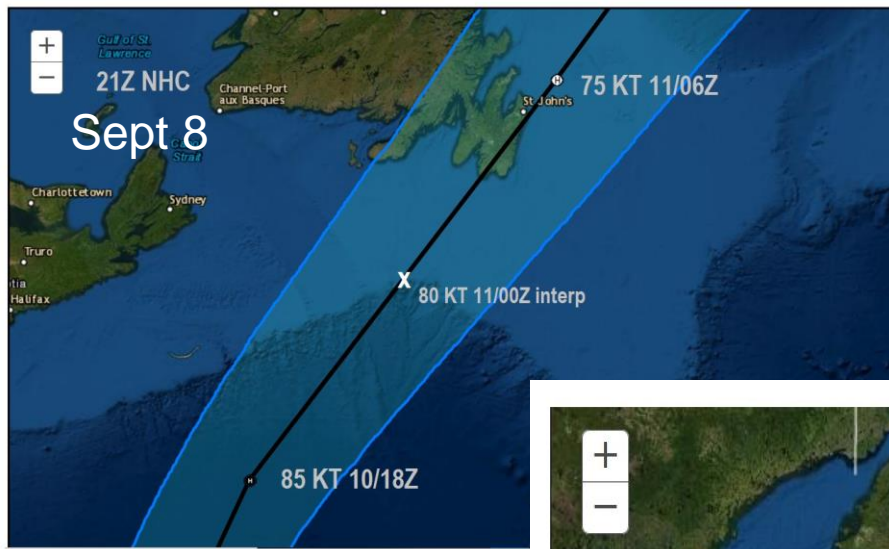 +
−
Gulf of St.
Lawrence
21Z NHC
Channel-Port
aux Basques
Sept 8
Strait
Charlottetown
Sydney
Truro
Halifax
St John's
H
75 KT 11/06Z
X
80 KT 11/00Z interp
H
85 KT 10/18Z
+
−